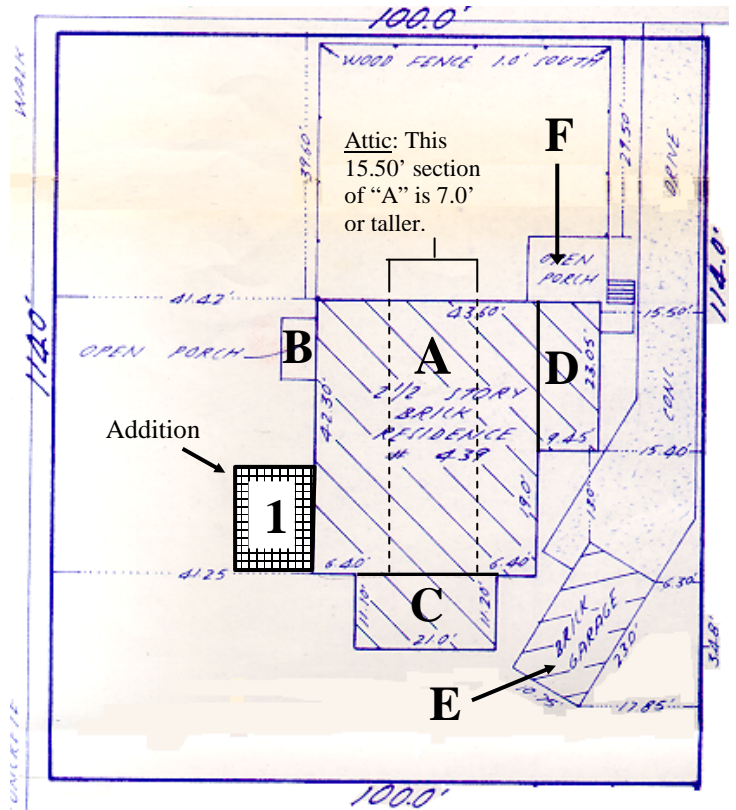 100.0'
WALK
WOOD FENCE 1.0' SOUTH
39.60'
Attic: This
15.50' section
of “A” is 7.0'
or taller.
F
29.50'
DRIVE
OPEN
PORCH
114.0'
114.0'
41.42'
43.60'
15.50'
OPEN PORCH
B
A
D
23.05'
2 1/2 STORY
BRICK
RESIDENCE
# 439
42.30'
CONC.
9.45'
15.40'
Addition
1
19.0'
41.25
6.40'
6.40'
C
11.10'
11.20'
21.0'
6.30'
BRICK
GARAGE
23.0'
34.8'
E
10.75'
17.85'
100.0'